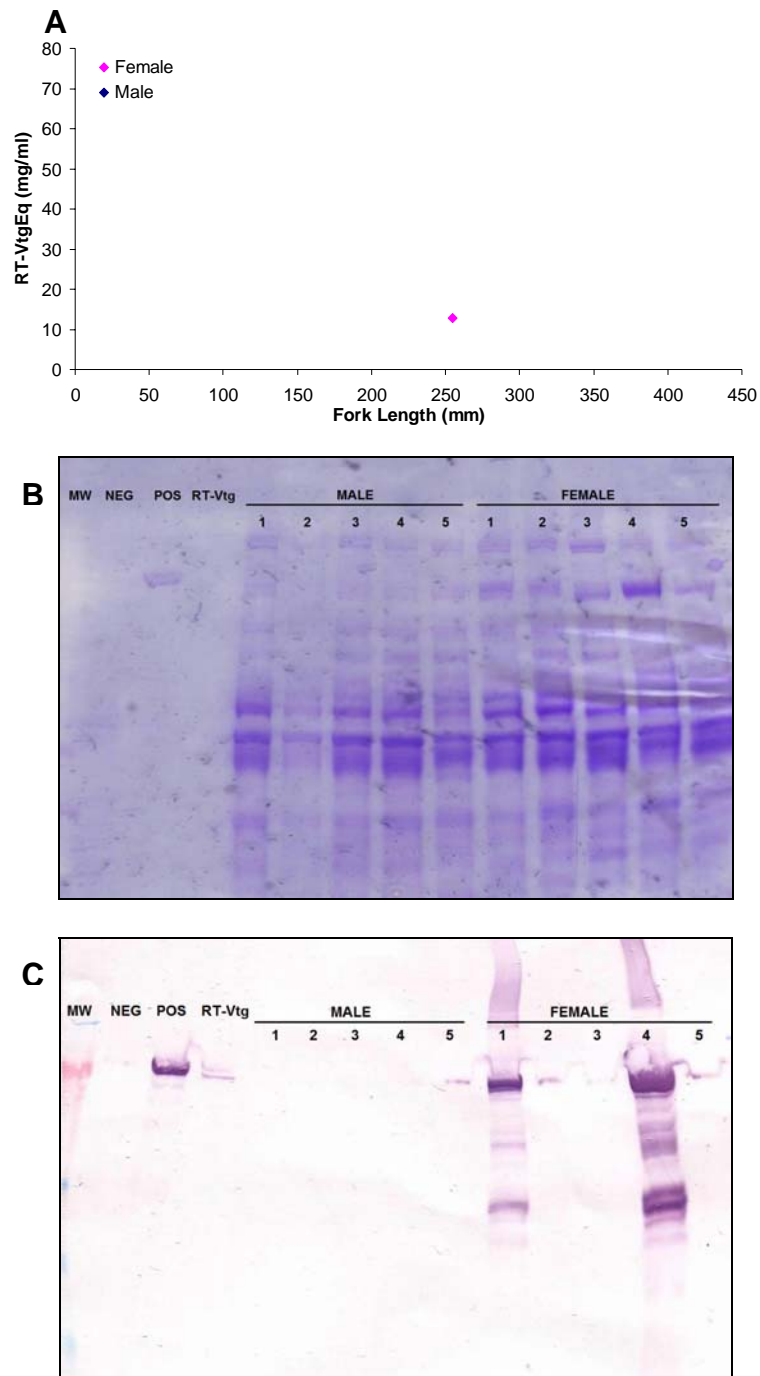 A
80
70
60
50
40
30
20
10
0
RT-VtgEq (mg/ml)
Female
Male
0 50 100 150 200 250 300 350 400 450
Fork Length (mm)
B
MW NEG POS RT-Vtg MALE FEMALE
1 2 3 4 5 1 2 3 4 5
C
MW NEG POS RT-Vtg MALE FEMALE
1 2 3 4 5 1 2 3 4 5